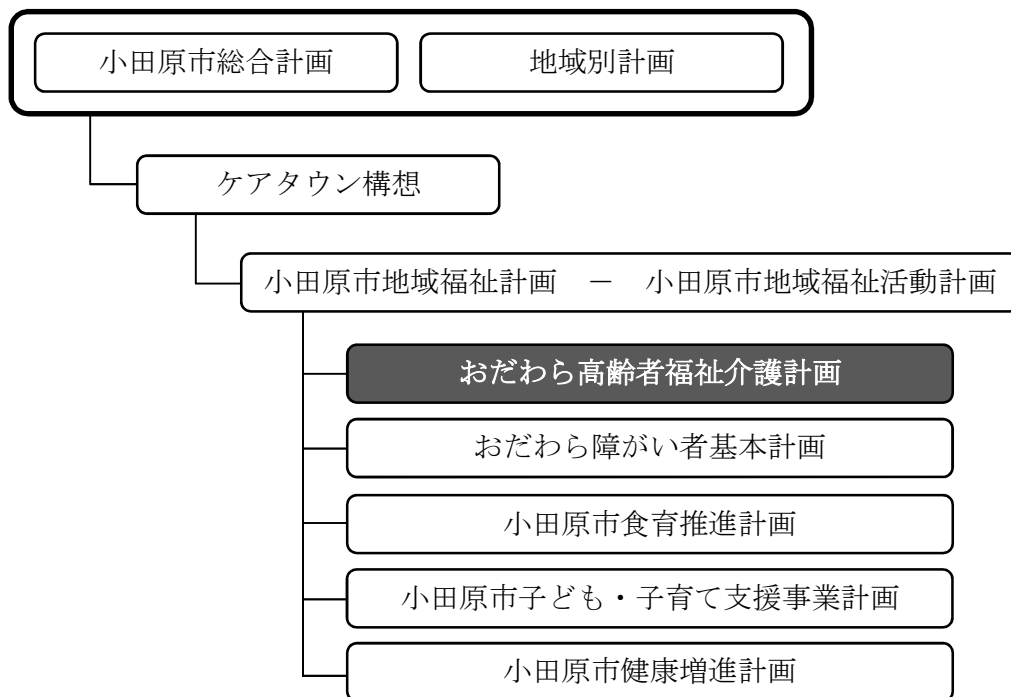 小田原市総合計画
地域別計画
ケアタウン構想
小田原市地域福祉計画 － 小田原市地域福祉活動計画
おだわら高齢者福祉介護計画
おだわら障がい者基本計画
小田原市食育推進計画
小田原市子ども・子育て支援事業計画
小田原市健康増進計画